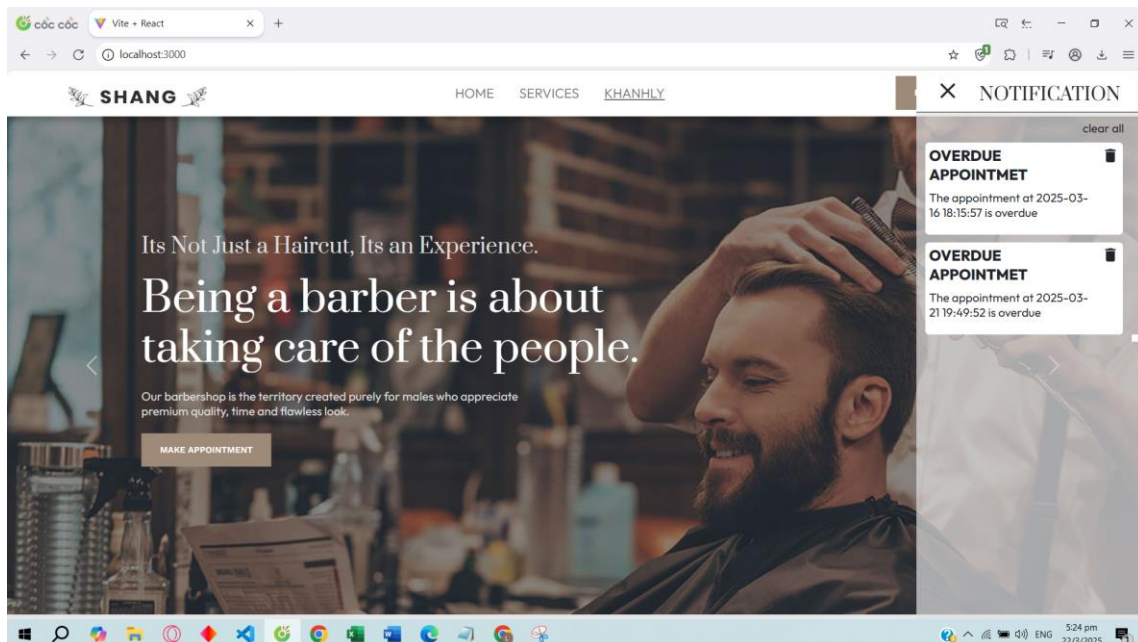 cốc cốc
Vite + React
localhost:3000
SHANG
HOME SERVICES KHANHLY
NOTIFICATION
clear all
OVERDUE
APPOINTMET
The appointment at 2025-03-
16 18:15:57 is overdue
OVERDUE
APPOINTMET
The appointment at 2025-03-
21 19:49:52 is overdue
Its Not Just a Haircut, Its an Experience.
Being a barber is about
taking care of the people.
Our barbershop is the territory created purely for males who appreciate
premium quality, time and flawless look.
MAKE APPOINTMENT
ENG
5:24 pm
22/3/2025